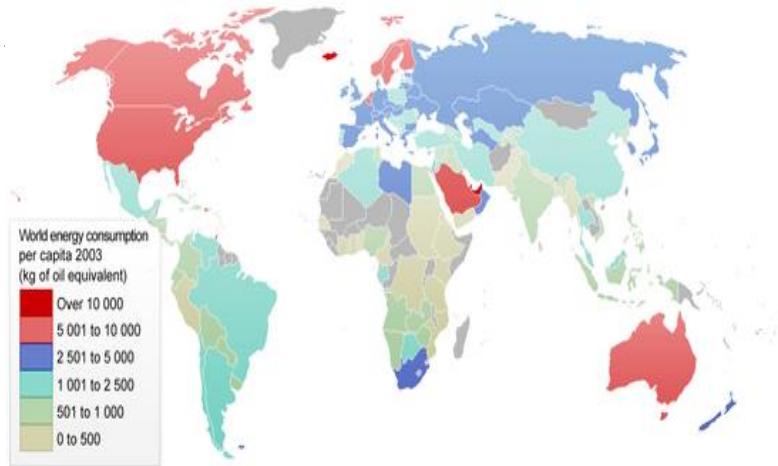 World energy consumption
per capita 2003
(kg of oil equivalent)
Over 10 000
5 001 to 10 000
2 501 to 5 000
1 001 to 2 500
501 to 1 000
0 to 500